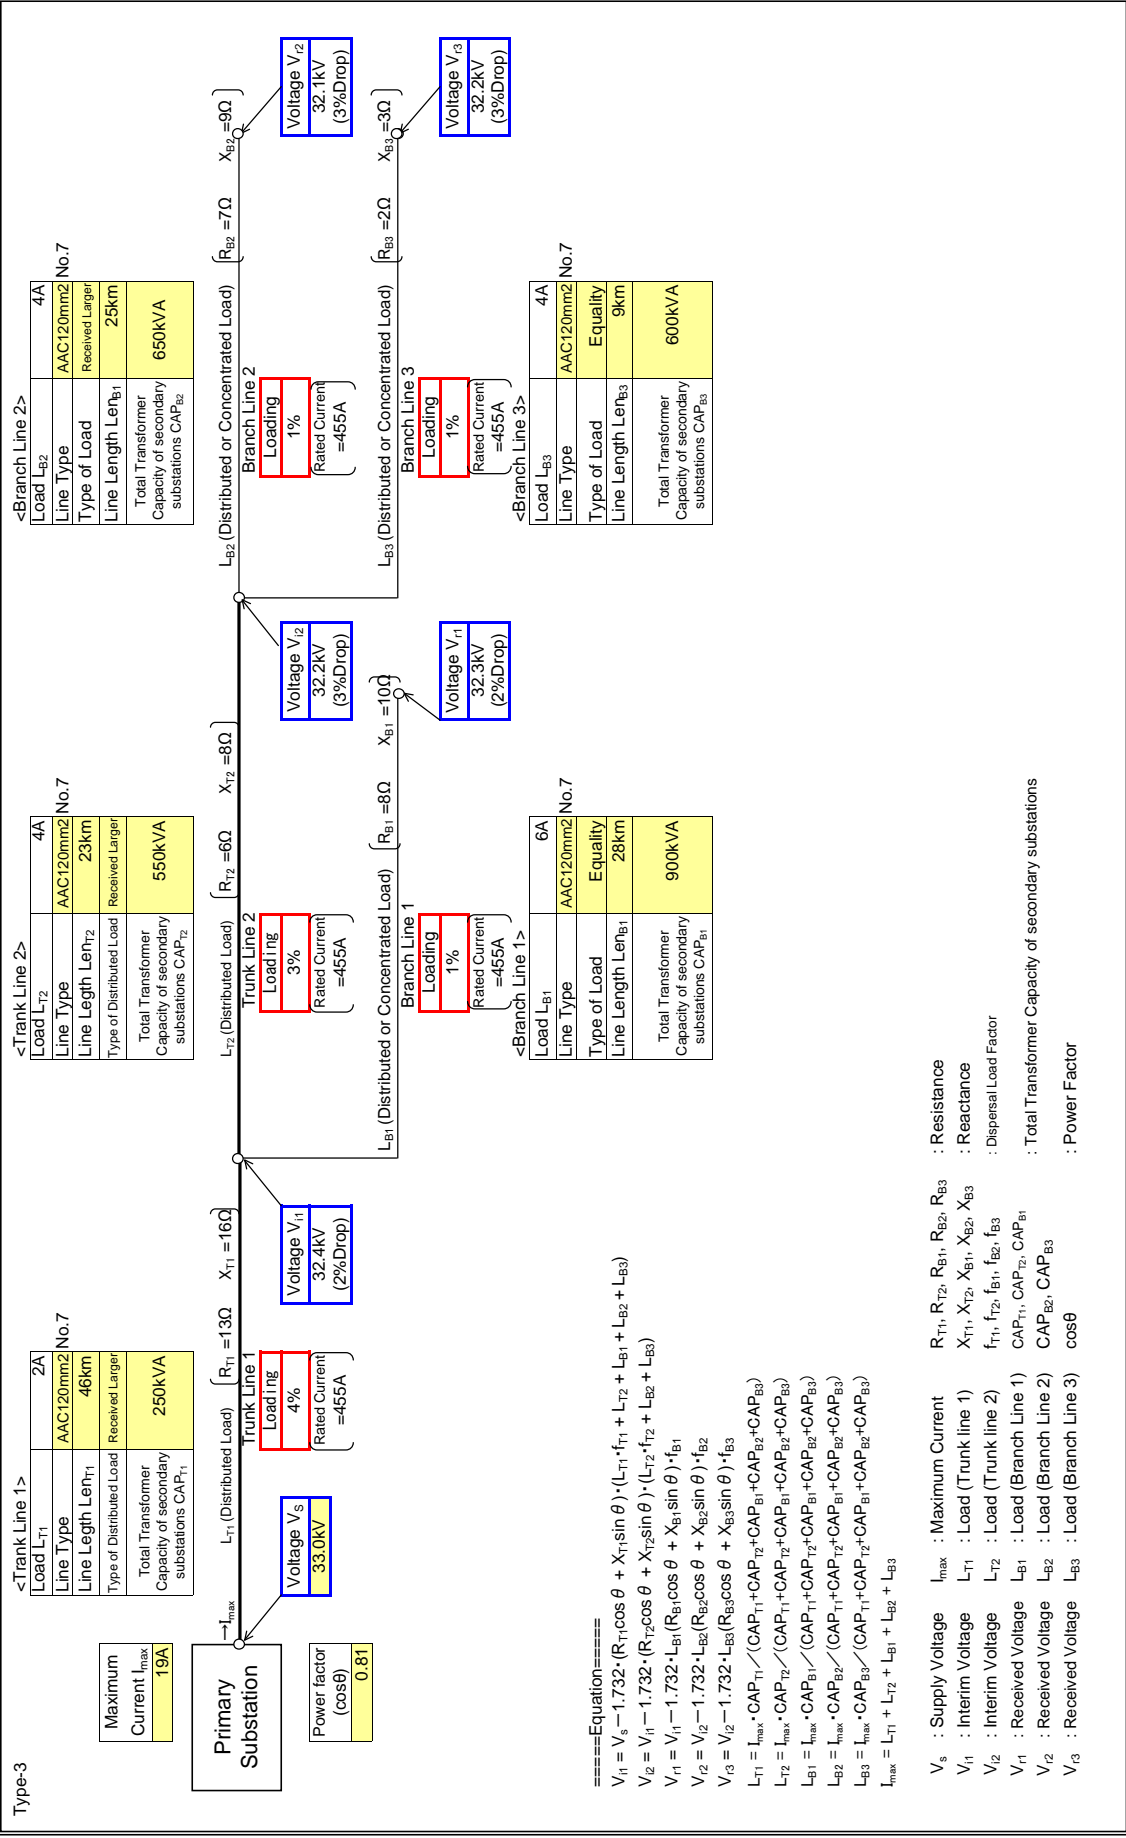 Type-3
Maximum
Current Imax
19A
Primary
Substation
Power factor
(cosθ)
0.81
→Imax
Voltage VS
33.0kV
<Trank Line 1>
Load LT1 2A
Line Type AAC120mm2 No.7
Line Legth LenT1 46km
Type of Distributed Load Received Larger
Total Transformer
Capacity of secondary
substations CAPT1
250kVA
LT1 (Distributed Load)
RT1 =13Ω XT1 =16Ω
Trunk Line 1
Loading
4%
Rated Current
=455A
Voltage Vi1
32.4kV
(2%Drop)
<Trank Line 2>
Load LT2 4A
Line Type AAC120mm2 No.7
Line Legth LenT2 23km
Type of Distributed Load Received Larger
Total Transformer
Capacity of secondary
substations CAPT2
550kVA
LT2 (Distributed Load)
RT2 =6Ω XT2 =8Ω
Trunk Line 2
Loading
3%
Rated Current
=455A
Voltage Vi2
32.2kV
(3%Drop)
LB1 (Distributed or Concentrated Load)
RB1 =8Ω XB1 =10Ω
Branch Line 1
Loading
1%
Rated Current
=455A
Voltage Vr1
32.3kV
(2%Drop)
<Branch Line 1>
Load LB1 6A
Line Type AAC120mm2 No.7
Type of Load Equality
Line Length LenB1 28km
Total Transformer
Capacity of secondary
substations CAPB1
900kVA
<Branch Line 2>
Load LB2 4A
Line Type AAC120mm2 No.7
Type of Load Received Larger
Line Length LenB1 25km
Total Transformer
Capacity of secondary
substations CAPB2
650kVA
LB2 (Distributed or Concentrated Load)
RB2 =7Ω XB2 =9Ω
Branch Line 2
Loading
1%
Rated Current
=455A
Voltage Vr2
32.1kV
(3%Drop)
LB3 (Distributed or Concentrated Load)
RB3 =2Ω XB3 =3Ω
Branch Line 3
Loading
1%
Rated Current
=455A
Voltage Vr3
32.2kV
(3%Drop)
<Branch Line 3>
Load LB3 4A
Line Type AAC120mm2 No.7
Type of Load Equality
Line Length LenB3 9km
Total Transformer
Capacity of secondary
substations CAPB3
600kVA
=====Equation=====
Vi1 = Vs－1.732･(RT1cos θ + XT1sin θ)･(LT1･fT1 + LT2 + LB1 + LB2 + LB3)
Vi2 = Vi1－1.732･(RT2cos θ + XT2sin θ)･(LT2･fT2 + LB2 + LB3)
Vr1 = Vi1－1.732･LB1(RB1cos θ + XB1sin θ)･fB1
Vr2 = Vi2－1.732･LB2(RB2cos θ + XB2sin θ)･fB2
Vr3 = Vi2－1.732･LB3(RB3cos θ + XB3sin θ)･fB3
LT1 = Imax･CAPT1／(CAPT1+CAPT2+CAPB1+CAPB2+CAPB3)
LT2 = Imax･CAPT2／(CAPT1+CAPT2+CAPB1+CAPB2+CAPB3)
LB1 = Imax･CAPB1／(CAPT1+CAPT2+CAPB1+CAPB2+CAPB3)
LB2 = Imax･CAPB2／(CAPT1+CAPT2+CAPB1+CAPB2+CAPB3)
LB3 = Imax･CAPB3／(CAPT1+CAPT2+CAPB1+CAPB2+CAPB3)
Imax = LT1 + LT2 + LB1 + LB2 + LB3
Vs : Supply Voltage Imax : Maximum Current RT1, RT2, RB1, RB2, RB3 : Resistance
Vi1 : Interim Voltage LT1 : Load (Trunk line 1) XT1, XT2, XB1, XB2, XB3 : Reactance
Vi2 : Interim Voltage LT2 : Load (Trunk line 2) fT1, fT2, fB1, fB2, fB3 : Dispersal Load Factor
Vr1 : Received Voltage LB1 : Load (Branch Line 1) CAPT1, CAPT2, CAPB1 : Total Transformer Capacity of secondary substations
Vr2 : Received Voltage LB2 : Load (Branch Line 2) CAPB2, CAPB3
Vr3 : Received Voltage LB3 : Load (Branch Line 3) cosθ : Power Factor